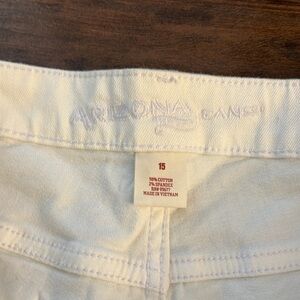 ARIZONA
15
98% COTTON
2% SPANDEX
MADE IN VIETNAM